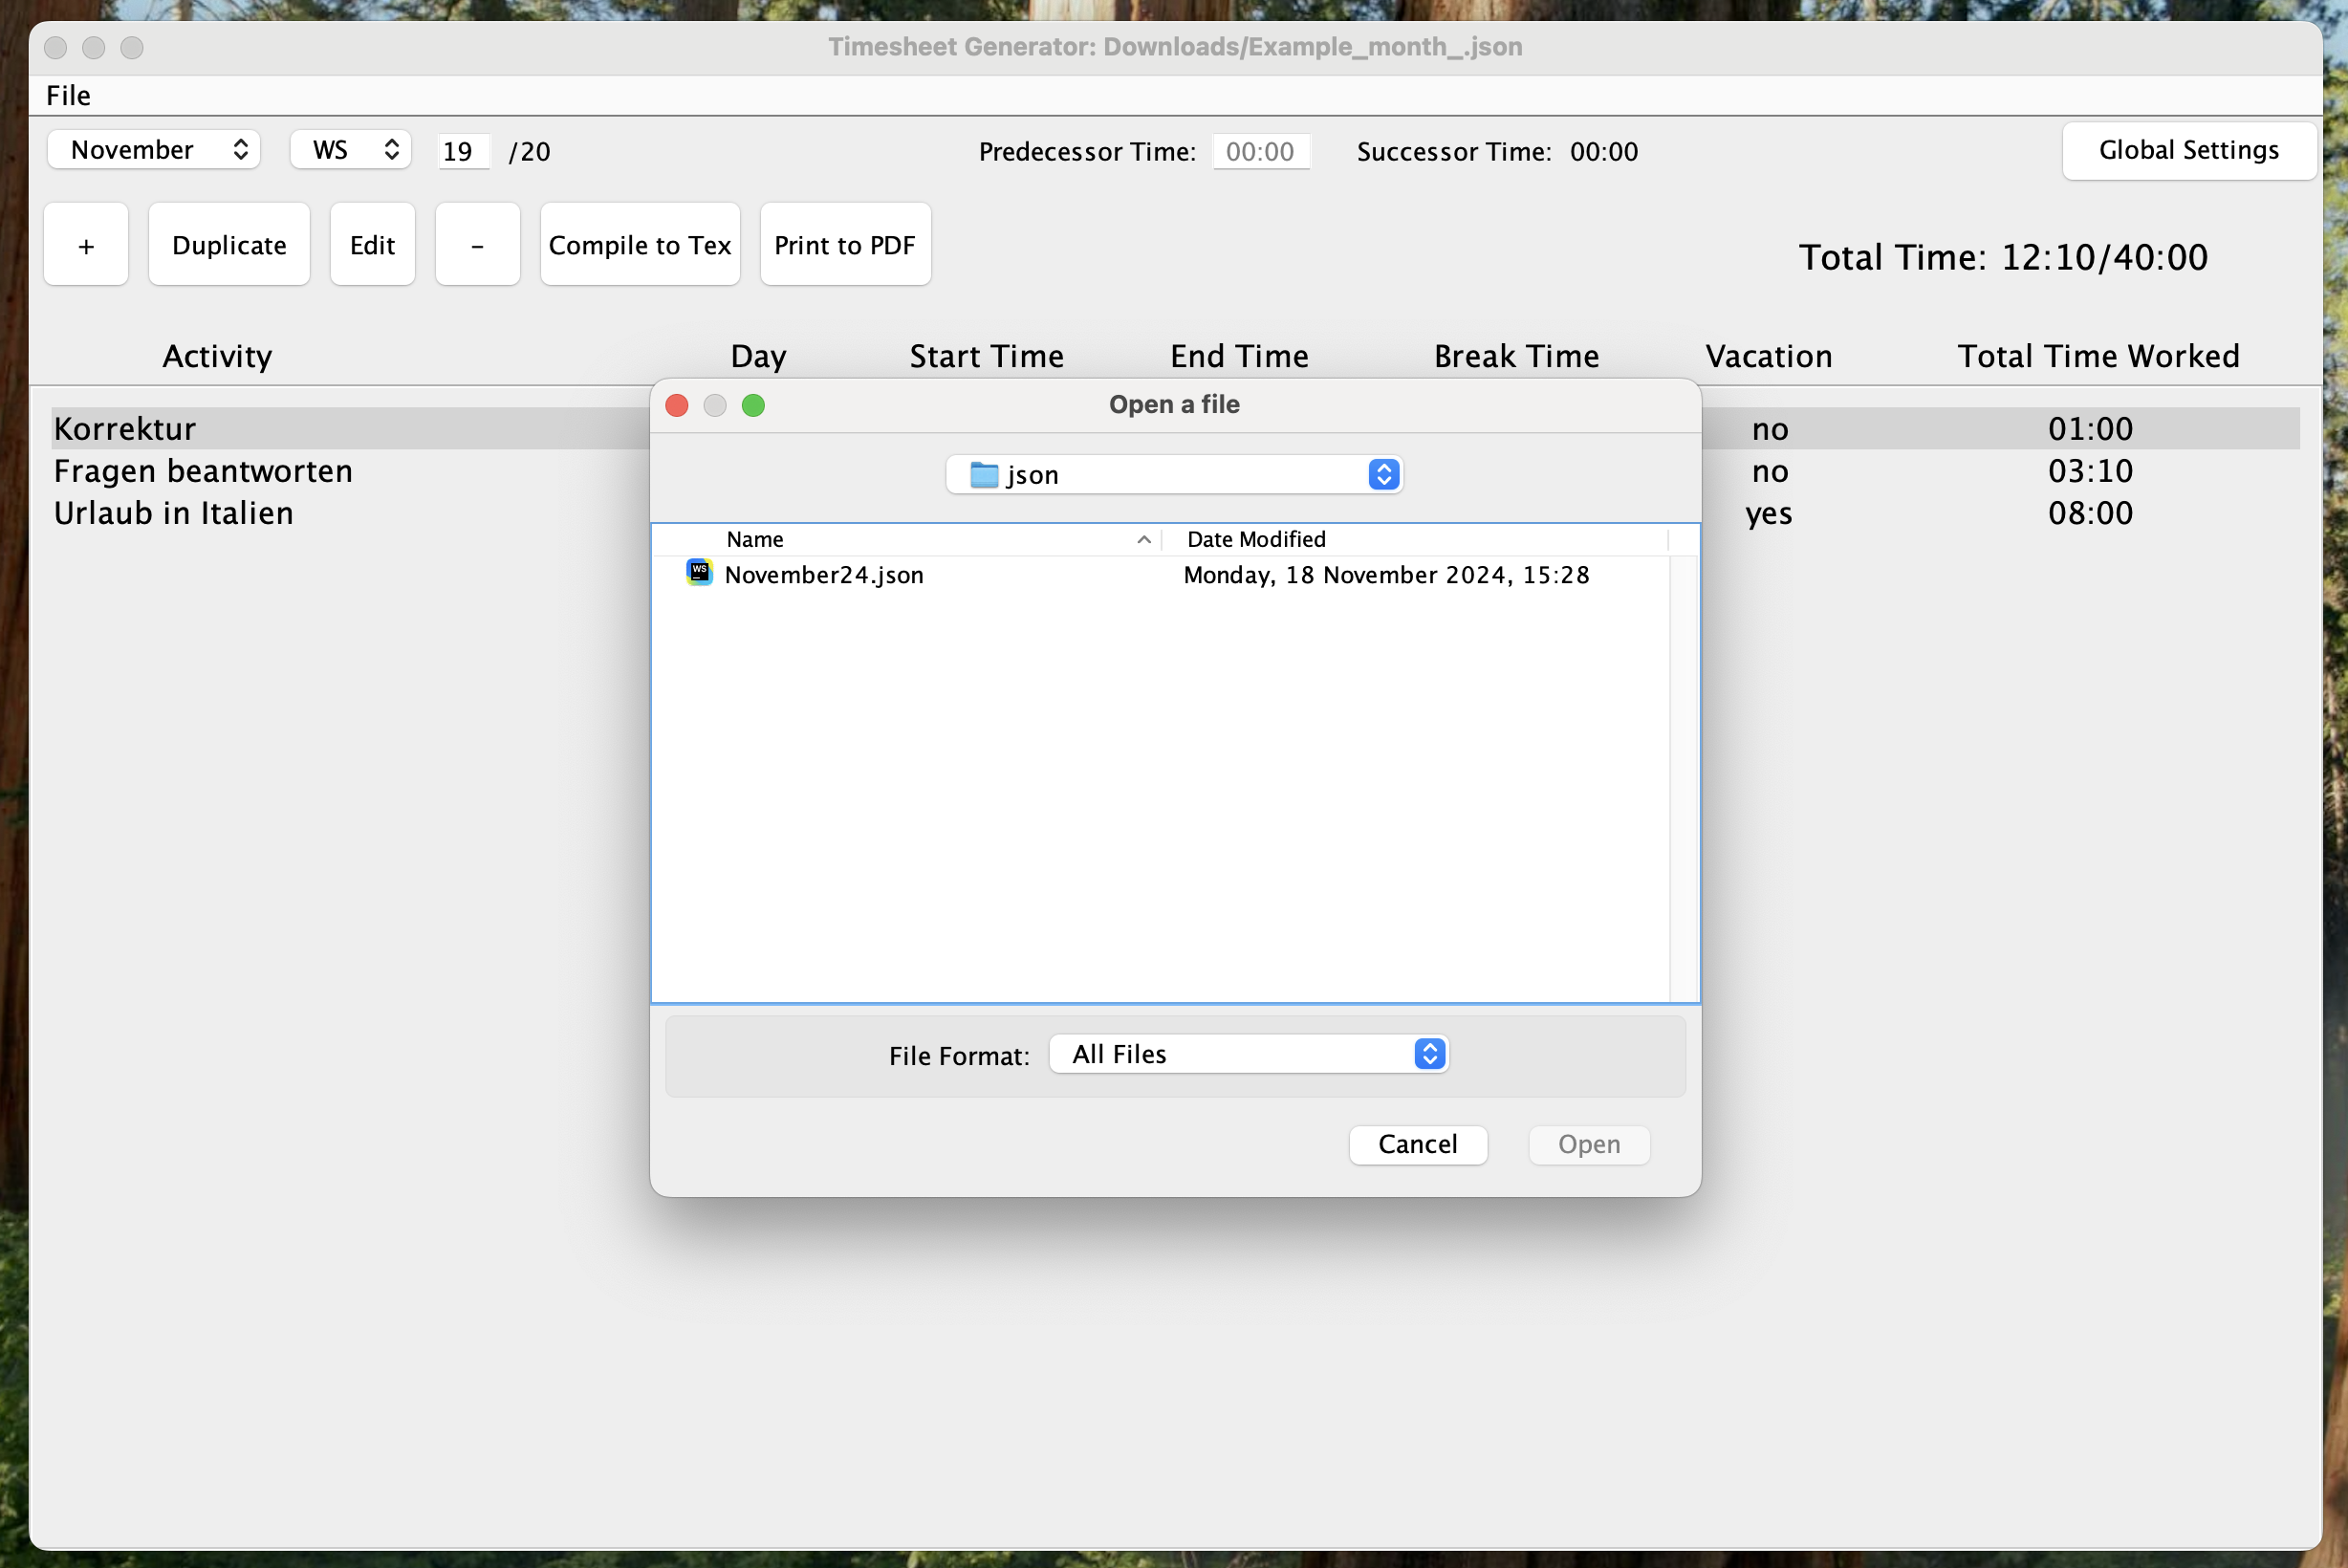 Timesheet Generator: Downloads/Example_month_.json
File
November WS 19 /20 Predecessor Time: 00:00 Successor Time: 00:00 Global Settings
+ Duplicate Edit - Compile to Tex Print to PDF
Total Time: 12:10/40:00
Activity Day Start Time End Time Break Time Vacation Total Time Worked
Korrektur no 01:00
Fragen beantworten no 03:10
Urlaub in Italien yes 08:00
Open a file
json
Name Date Modified
WS November24.json Monday, 18 November 2024, 15:28
File Format: All Files
Cancel Open